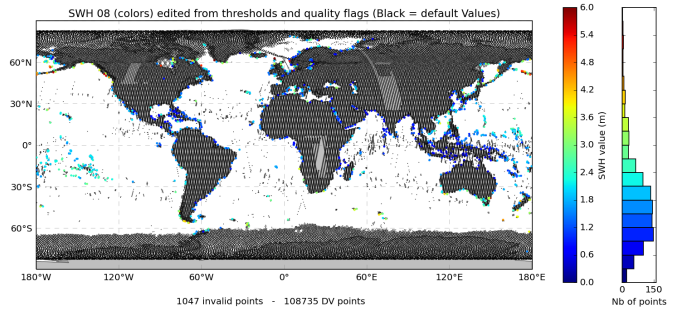 SWH 08 (colors) edited from thresholds and quality flags (Black = default Values)
60°N
30°N
0°
30°S
60°S
180°W
120°W
60°W
0°
60°E
120°E
180°E
1047 invalid points - 108735 DV points
6.0
5.4
4.8
4.2
3.6
3.0
2.4
1.8
1.2
0.6
0.0
SWH value (m)
0
150
Nb of points